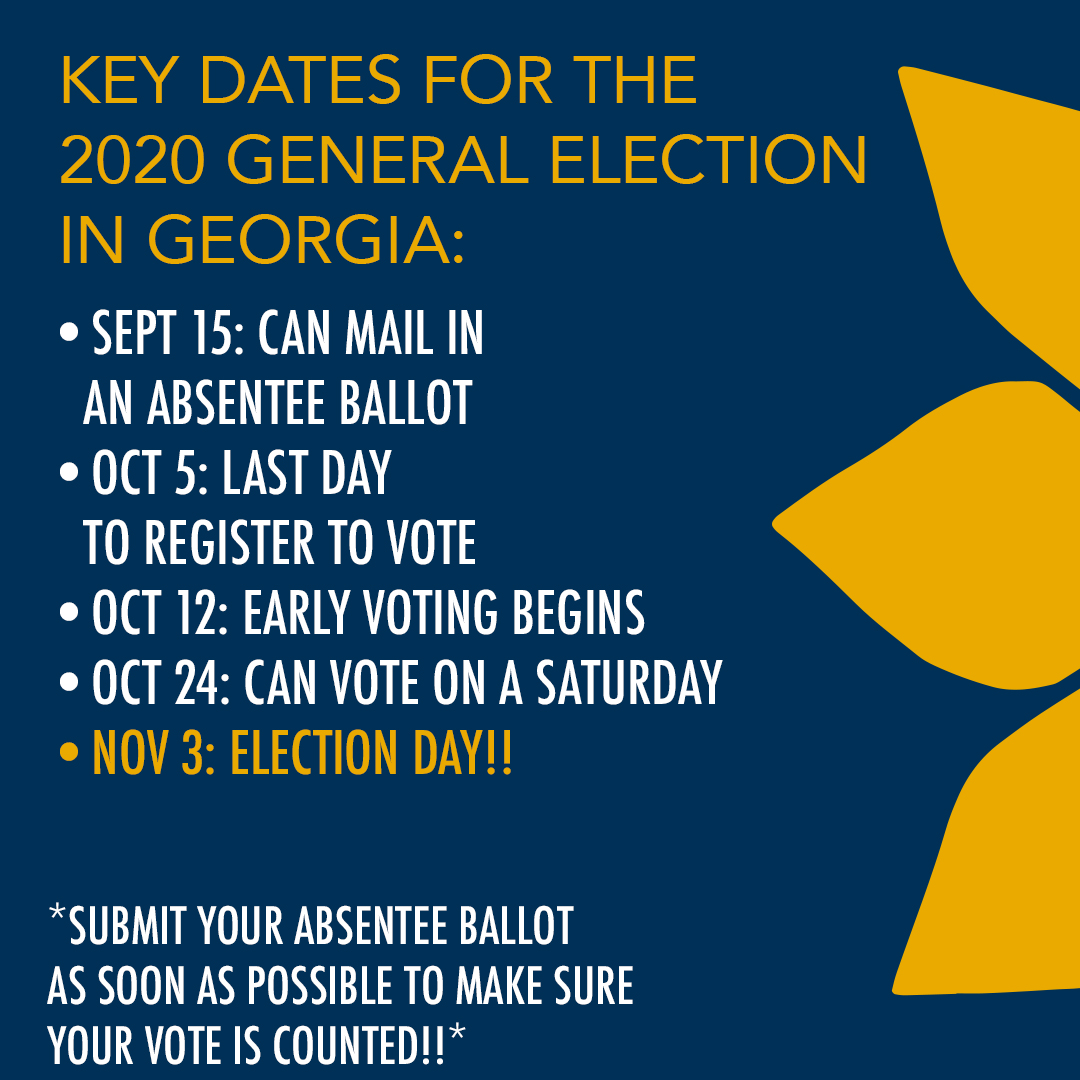 KEY DATES FOR THE
2020 GENERAL ELECTION
IN GEORGIA:
• SEPT 15: CAN MAIL IN
AN ABSENTEE BALLOT
• OCT 5: LAST DAY
TO REGISTER TO VOTE
• OCT 12: EARLY VOTING BEGINS
• OCT 24: CAN VOTE ON A SATURDAY
• NOV 3: ELECTION DAY!!
*SUBMIT YOUR ABSENTEE BALLOT
AS SOON AS POSSIBLE TO MAKE SURE
YOUR VOTE IS COUNTED!!*